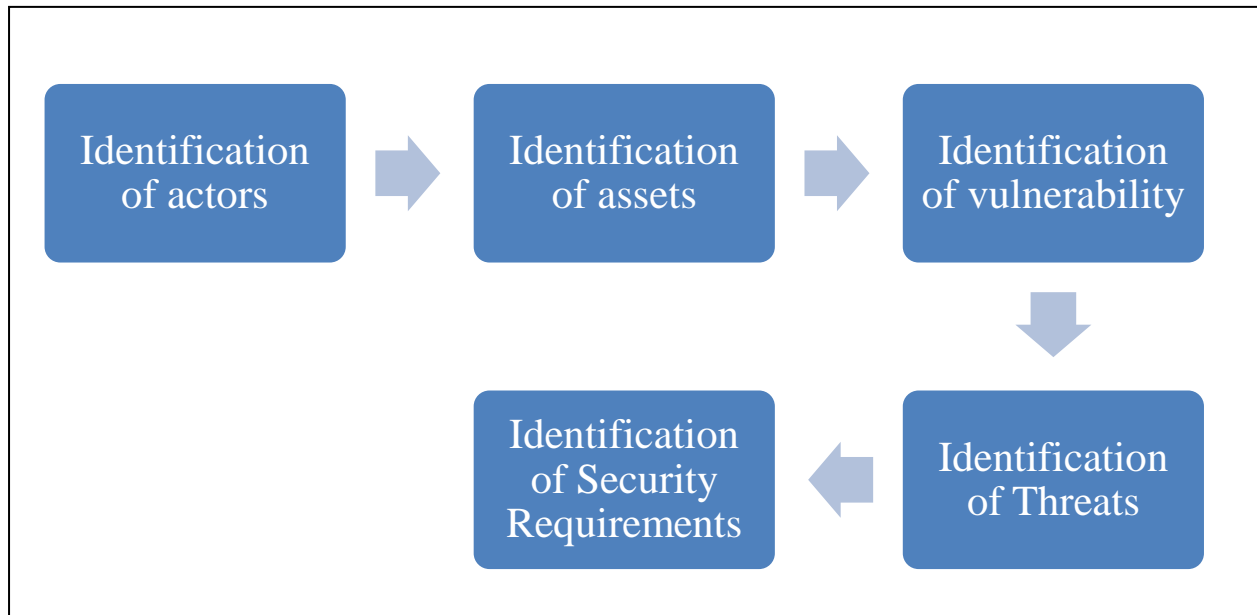 Identification
of actors
Identification
of assets
Identification
of vulnerability
Identification
of Threats
Identification
of Security
Requirements